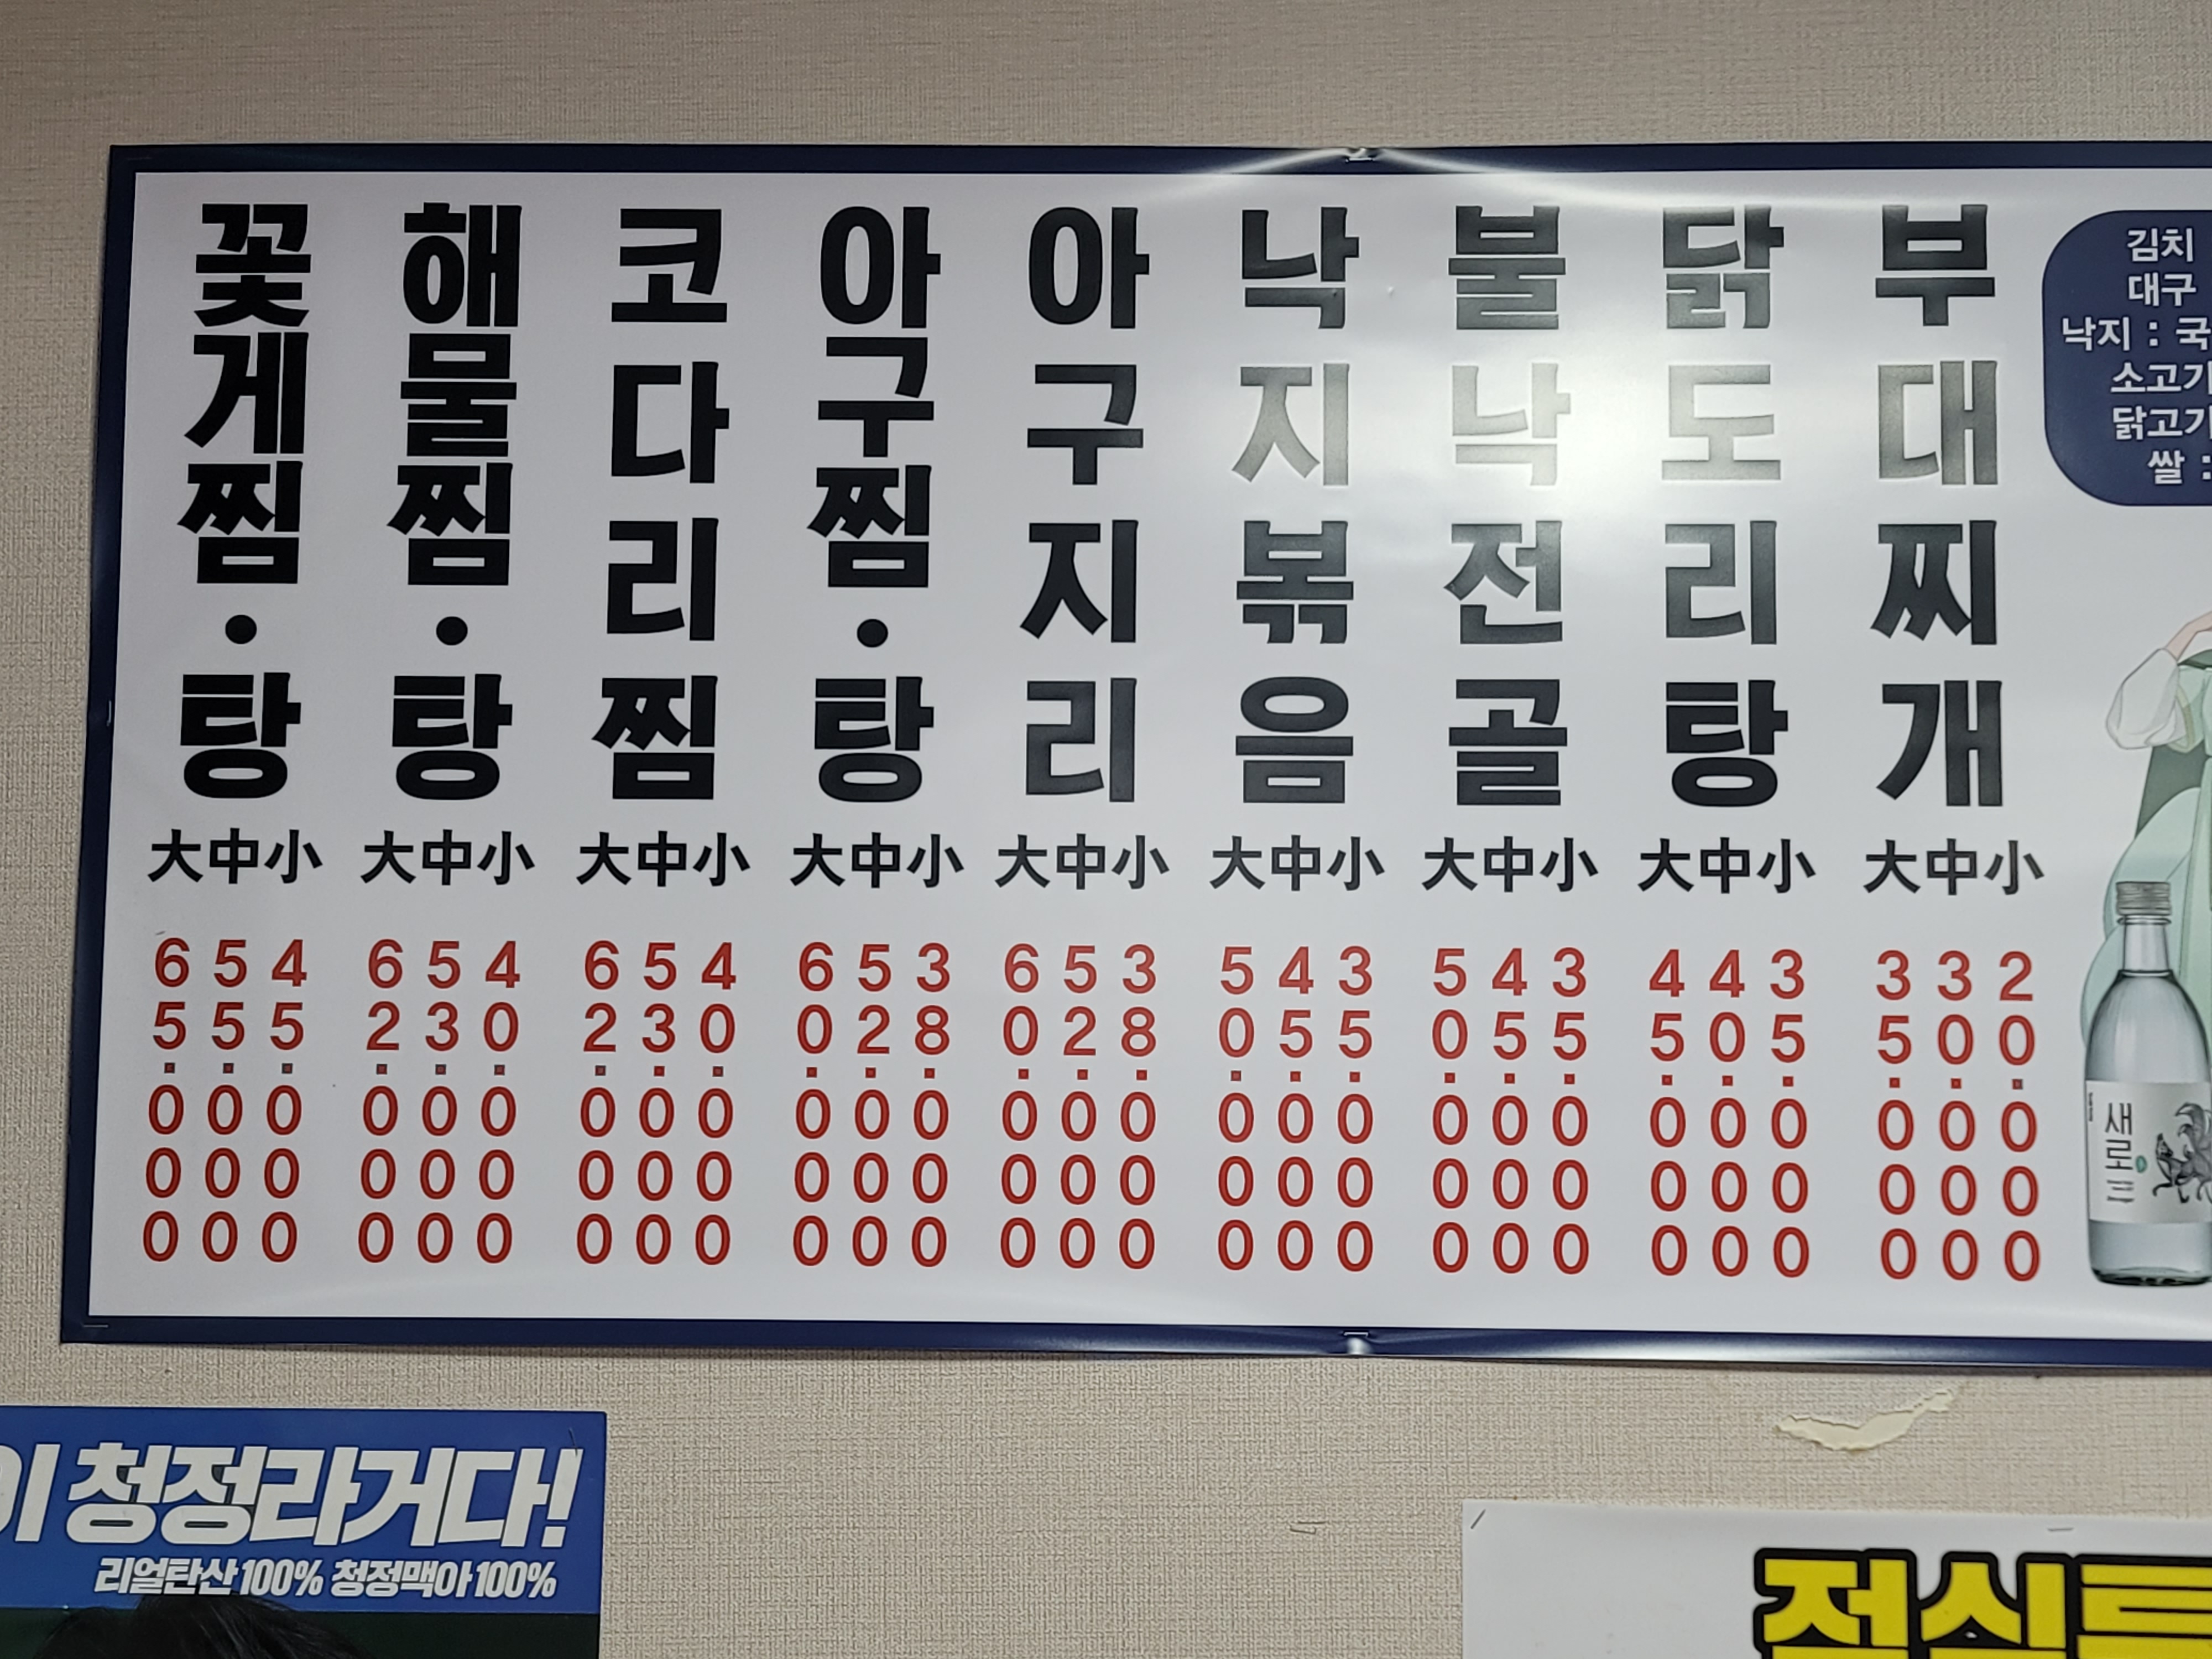 꽃게찜·탕
大中小
65.000
55.000
45.000
해물찜·탕
大中小
62.000
53.000
40.000
코다리찜
大中小
62.000
53.000
40.000
아구찜·탕
大中小
60.000
52.000
38.000
아구지리
大中小
60.000
52.000
38.000
낙지볶음
大中小
50.000
45.000
35.000
불낙전골
大中小
50.000
45.000
35.000
닭도리탕
大中小
45.000
40.000
35.000
부대찌개
大中小
35.000
30.000
20.000
김치
대구
낙지 : 국
소고기
닭고기
쌀 :
새로
이 청정라거다!
리얼탄산 100% 청정맥아 100%
점심특